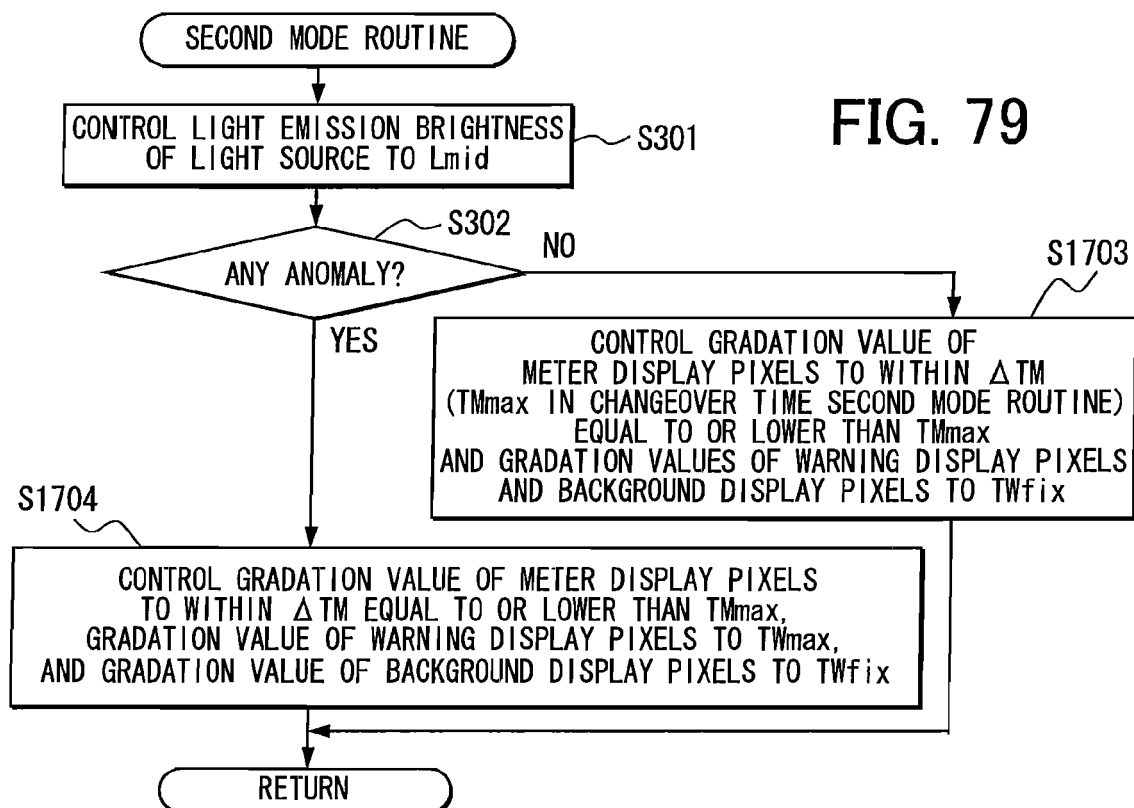 SECOND MODE ROUTINE
FIG. 79
CONTROL LIGHT EMISSION BRIGHTNESS
OF LIGHT SOURCE TO Lmid
S301
S302
ANY ANOMALY?
NO
YES
S1703
CONTROL GRADATION VALUE OF
METER DISPLAY PIXELS TO WITHIN ΔTM
(TMmax IN CHANGEOVER TIME SECOND MODE ROUTINE)
EQUAL TO OR LOWER THAN TMmax
AND GRADATION VALUES OF WARNING DISPLAY PIXELS
AND BACKGROUND DISPLAY PIXELS TO TWfix
S1704
CONTROL GRADATION VALUE OF METER DISPLAY PIXELS
TO WITHIN ΔTM EQUAL TO OR LOWER THAN TMmax,
GRADATION VALUE OF WARNING DISPLAY PIXELS TO TWmax,
AND GRADATION VALUE OF BACKGROUND DISPLAY PIXELS TO TWfix
RETURN